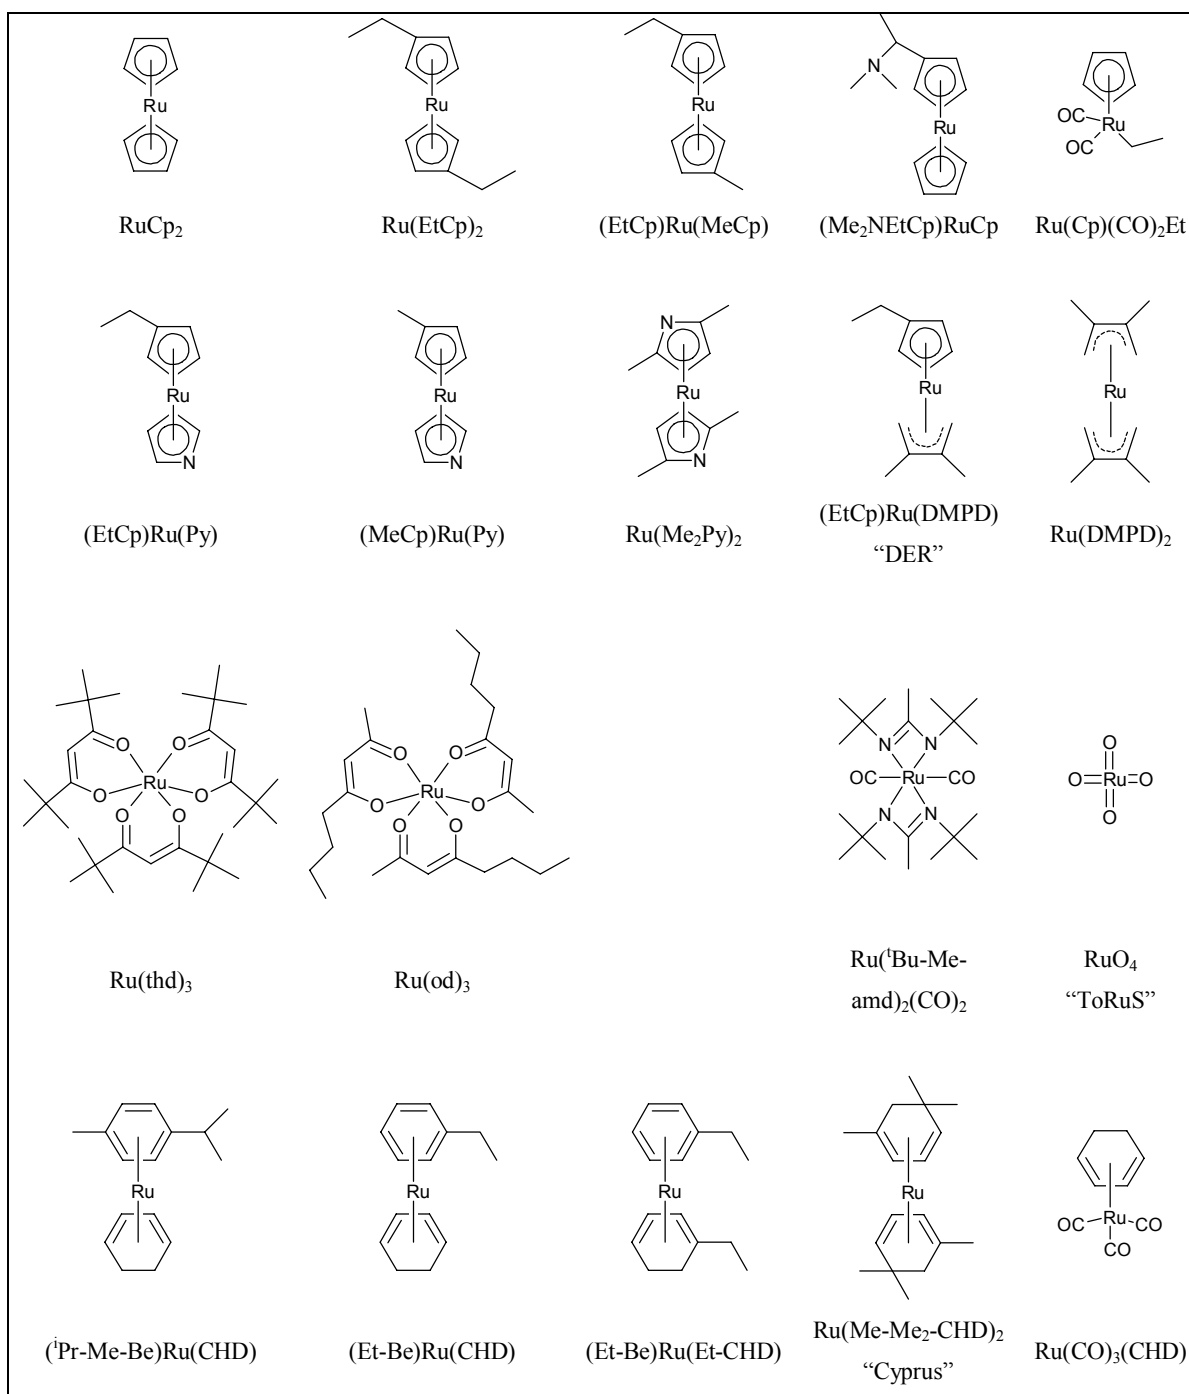 Ru
RuCp₂
Ru
Ru(EtCp)₂
Ru
(EtCp)Ru(MeCp)
N
Ru
(Me₂NEtCp)RuCp
OC
OC
Ru
Ru(Cp)(CO)₂Et
Ru
N
(EtCp)Ru(Py)
Ru
N
(MeCp)Ru(Py)
N
Ru
N
Ru(Me₂Py)₂
Ru
(EtCp)Ru(DMPD)
“DER”
Ru
Ru(DMPD)₂
O
O
Ru
O
O
O
O
Ru(thd)₃
O
O
Ru
O
O
O
O
Ru(od)₃
N
N
OC
Ru
CO
N
N
Ru(ᵗBu-Me-
amd)₂(CO)₂
O
O=Ru=O
O
RuO₄
“ToRuS”
Ru
(ⁱPr-Me-Be)Ru(CHD)
Ru
(Et-Be)Ru(CHD)
Ru
(Et-Be)Ru(Et-CHD)
Ru
Ru(Me-Me₂-CHD)₂
“Cyprus”
OC
Ru
CO
CO
Ru(CO)₃(CHD)